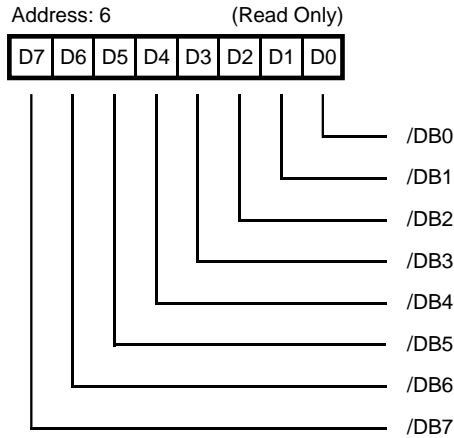 Address: 6 (Read Only)
D7 D6 D5 D4 D3 D2 D1 D0
/DB0
/DB1
/DB2
/DB3
/DB4
/DB5
/DB6
/DB7